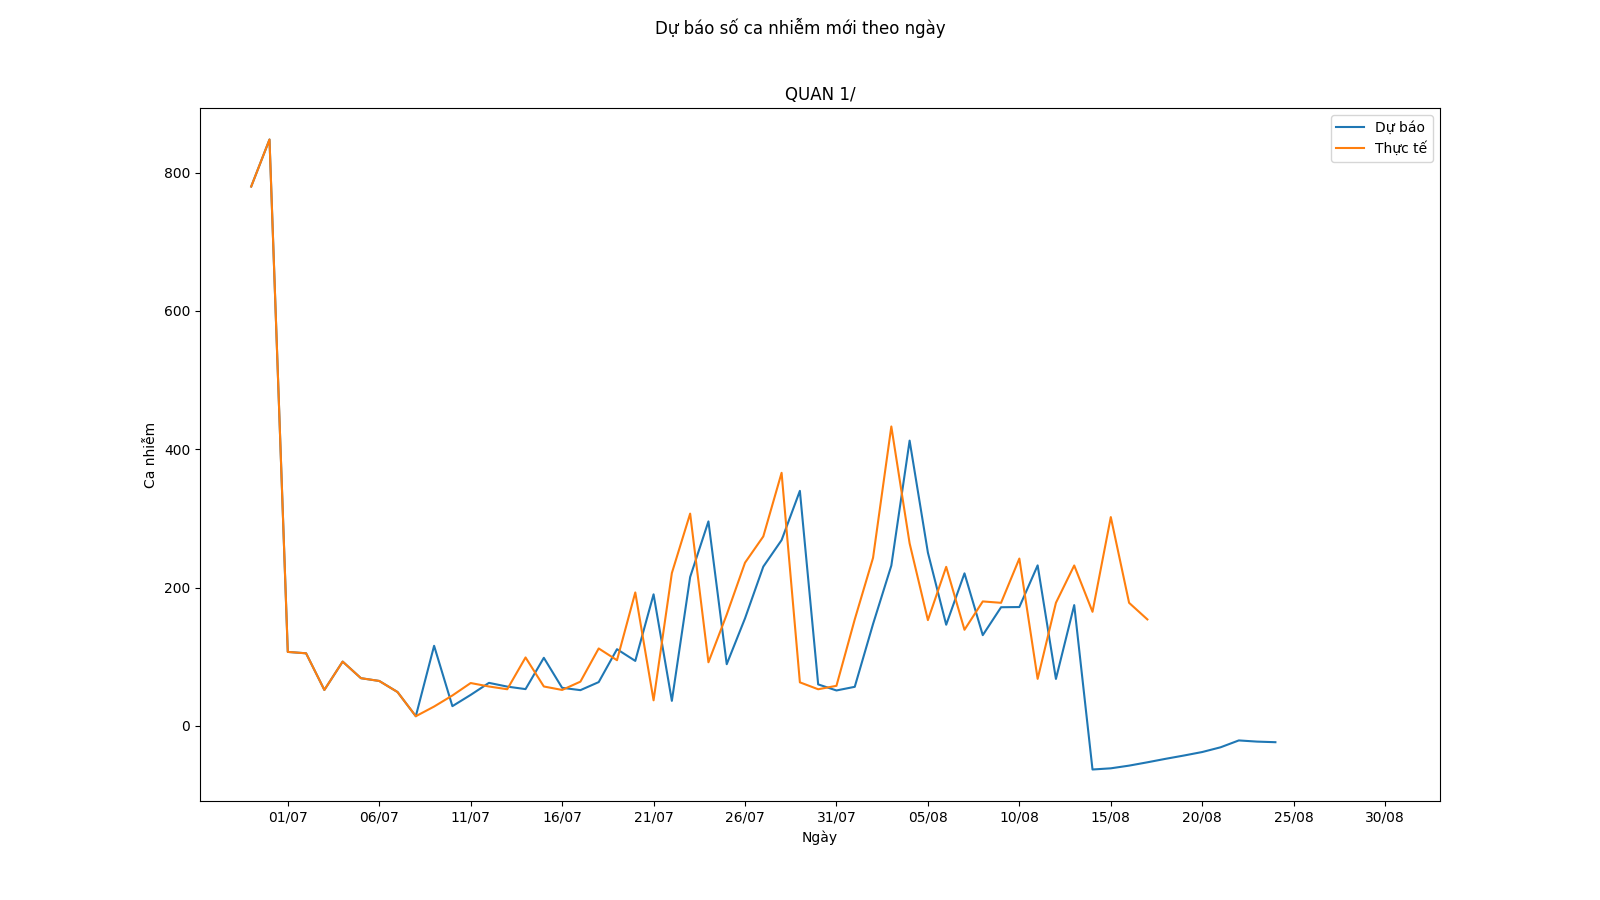 Dự báo số ca nhiễm mới theo ngày
QUAN 1/
Dự báo
Thực tế
800
600
400
200
0
Ca nhiễm
01/07 06/07 11/07 16/07 21/07 26/07 31/07 05/08 10/08 15/08 20/08 25/08 30/08
Ngày